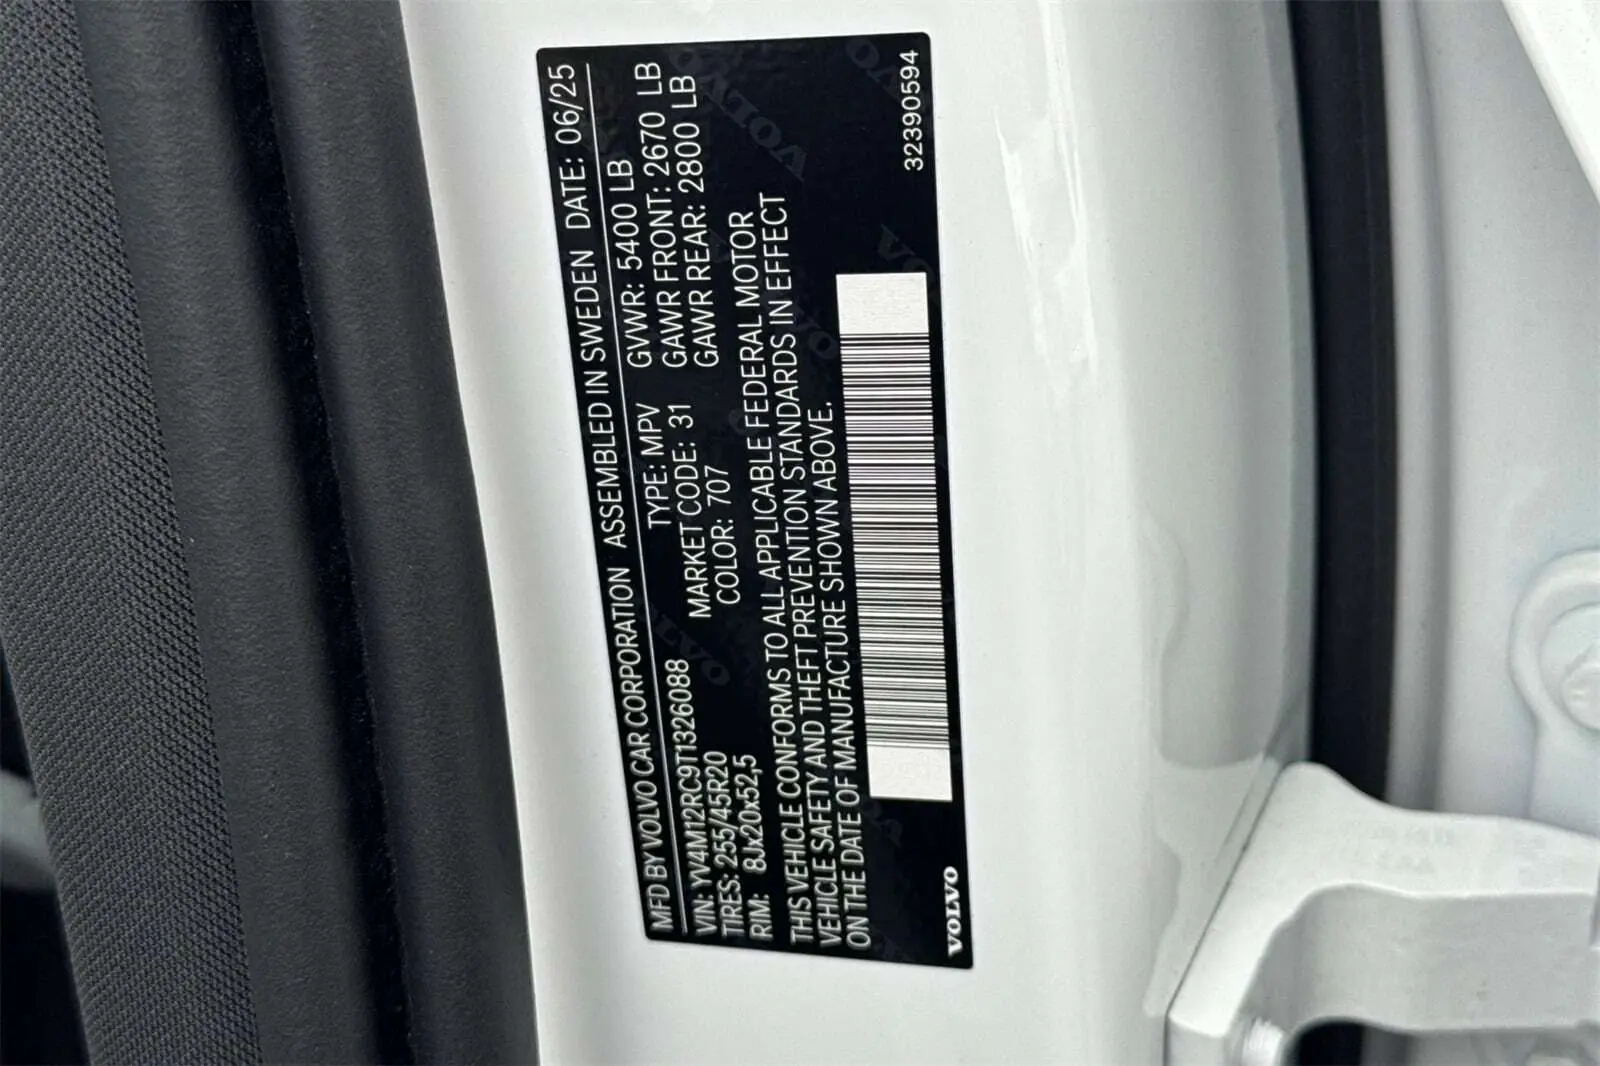 MFD BY VOLVO CAR CORPORATION ASSEMBLED IN SWEDEN DATE: 06/25
VIN: YV4M12RC9T1326088 TYPE: MPV GVWR: 5400 LB
TIRES: 255/45R20 MARKET CODE: 31 GAWR FRONT: 2670 LB
RIM: 8Jx20x52,5 COLOR: 707 GAWR REAR: 2800 LB
THIS VEHICLE CONFORMS TO ALL APPLICABLE FEDERAL MOTOR
VEHICLE SAFETY AND THEFT PREVENTION STANDARDS IN EFFECT
ON THE DATE OF MANUFACTURE SHOWN ABOVE.
VOLVO 32390594